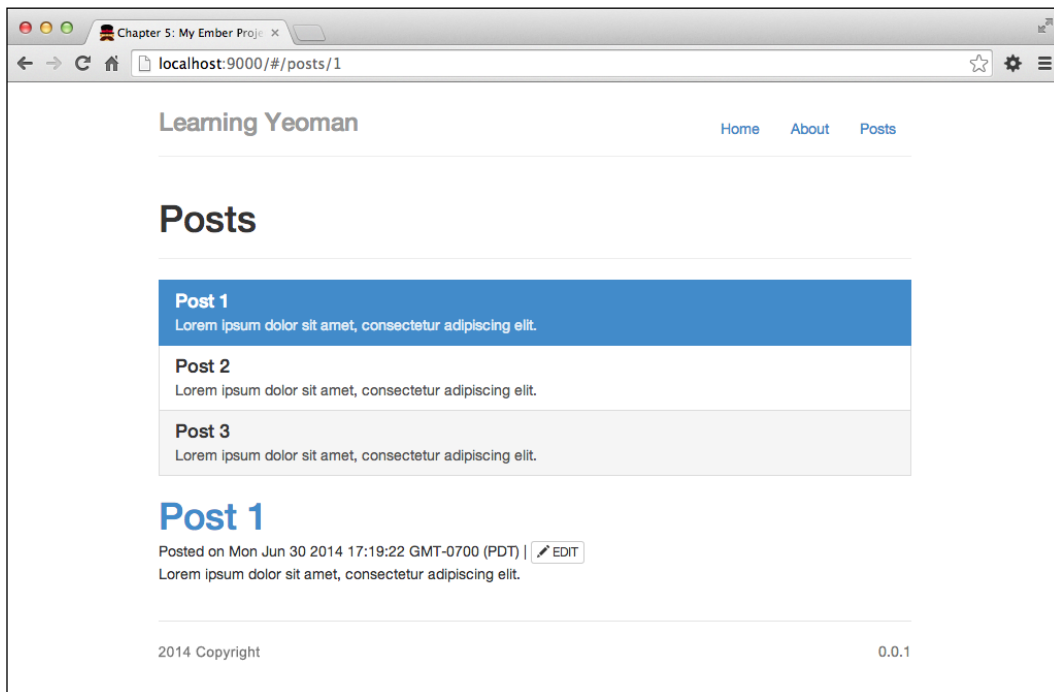 Chapter 5: My Ember Proje
localhost:9000/#/posts/1
Learning Yeoman
Home About Posts
Posts
Post 1
Lorem ipsum dolor sit amet, consectetur adipiscing elit.
Post 2
Lorem ipsum dolor sit amet, consectetur adipiscing elit.
Post 3
Lorem ipsum dolor sit amet, consectetur adipiscing elit.
Post 1
Posted on Mon Jun 30 2014 17:19:22 GMT-0700 (PDT) | EDIT
Lorem ipsum dolor sit amet, consectetur adipiscing elit.
2014 Copyright 0.0.1